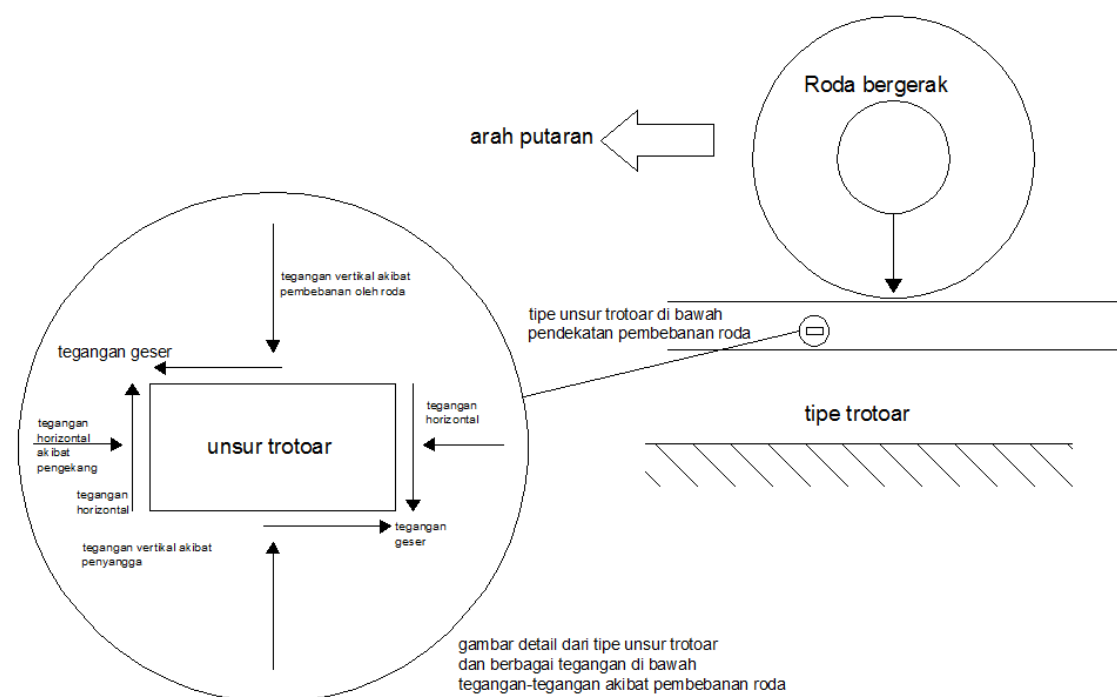 Roda bergerak
arah putaran
tegangan vertikal akibat
pembebanan oleh roda
tipe unsur trotoar di bawah
pendekatan pembebanan roda
tegangan geser
tegangan
horizontal
akibat
pengekang
tegangan
horizontal
unsur trotoar
tipe trotoar
tegangan
horizontal
tegangan
geser
tegangan vertikal akibat
penyangga
gambar detail dari tipe unsur trotoar
dan berbagai tegangan di bawah
tegangan-tegangan akibat pembebanan roda